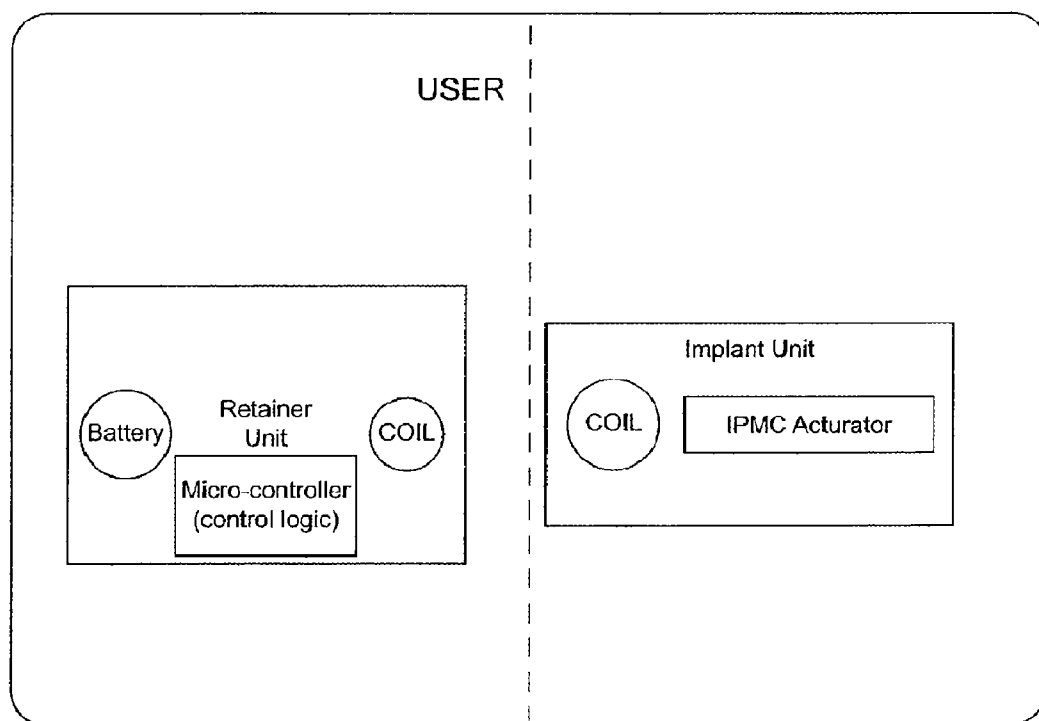 USER
Battery
Retainer
Unit
COIL
Micro-controller
(control logic)
Implant Unit
COIL
IPMC Acturator